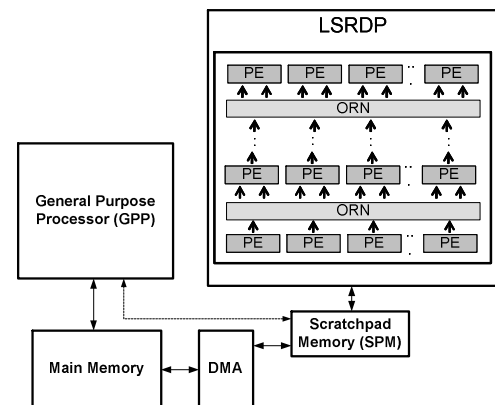 LSRDP
PE PE PE PE
ORN
PE PE PE PE
ORN
PE PE PE PE
General Purpose
Processor (GPP)
Scratchpad
Memory (SPM)
Main Memory
DMA